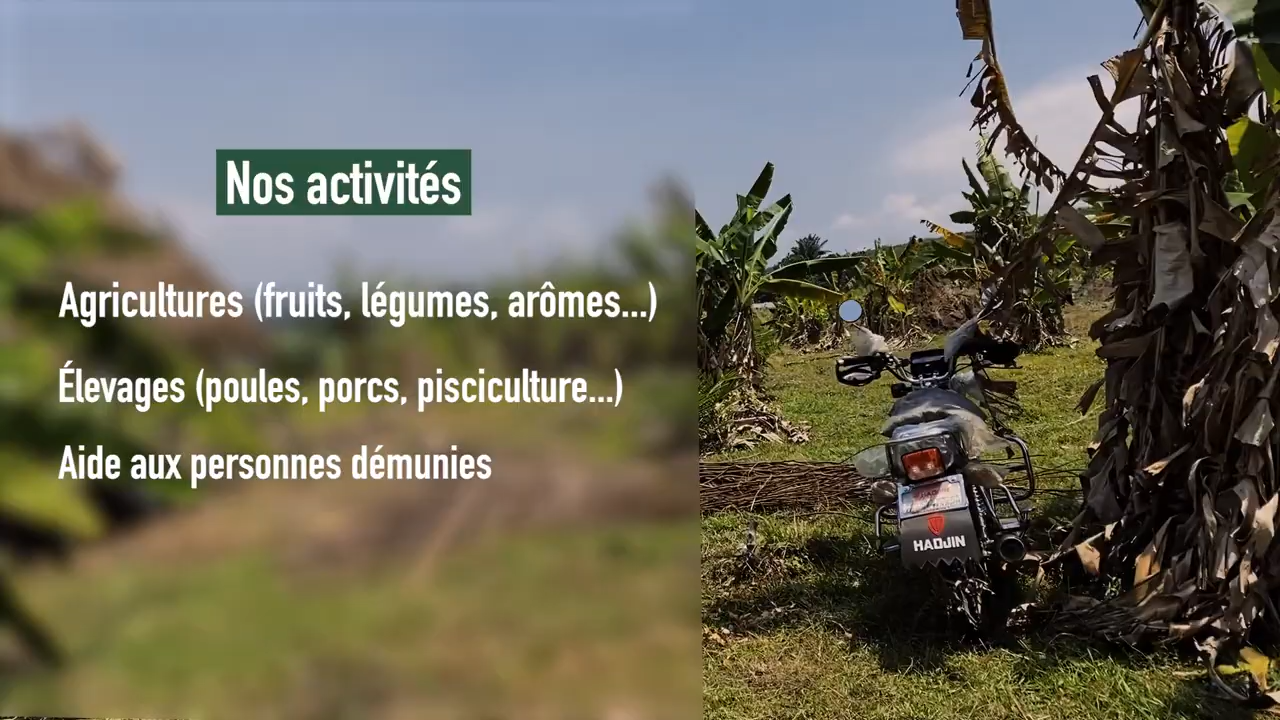 Nos activités
Agricultures (fruits, légumes, arômes...)
Élevages (poules, porcs, pisciculture...)
Aide aux personnes démunies
HAOJIN